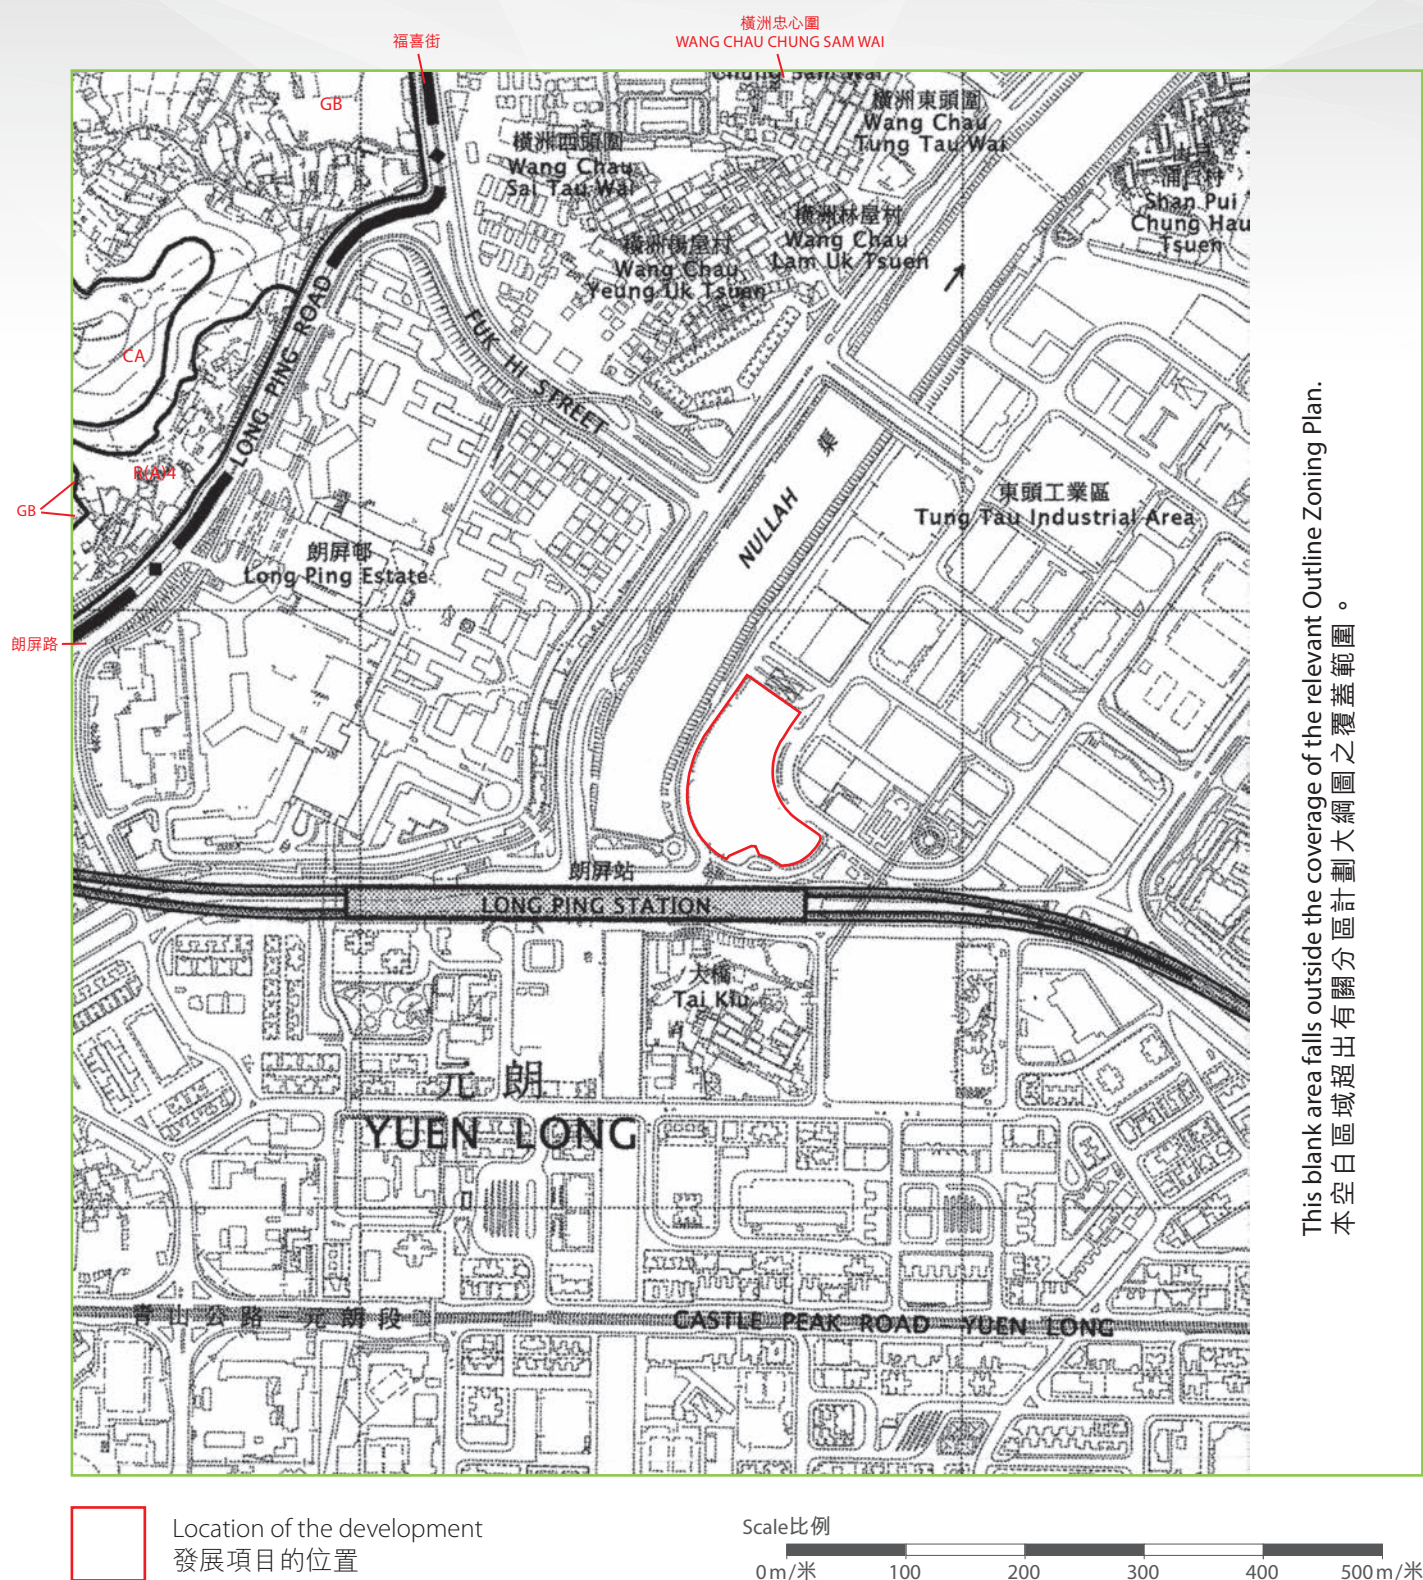 橫洲忠心圍
WANG CHAU CHUNG SAM WAI
福喜街
GB
Chung Sam Wai
橫洲西頭圍
Wang Chau
Sai Tau Wai
橫洲東頭圍
Wang Chau
Tung Tau Wai
涌口村
Shan Pui
Chung Hau
Tsuen
橫洲林屋村
Wang Chau
Lam Uk Tsuen
橫洲楊屋村
Wang Chau
Yeung Uk Tsuen
LONG PING ROAD
FUK HI STREET
CA
R(A)4
GB
渠
NULLAH
東頭工業區
Tung Tau Industrial Area
朗屏邨
Long Ping Estate
朗屏路
朗屏站
LONG PING STATION
大橋
Tai Kiu
元朗
YUEN LONG
青山公路 元朗段
CASTLE PEAK ROAD - YUEN LONG
This blank area falls outside the coverage of the relevant Outline Zoning Plan.
本空白區域超出有關分區計劃大綱圖之覆蓋範圍。
Location of the development
發展項目的位置
Scale比例
0m/米 100 200 300 400 500m/米